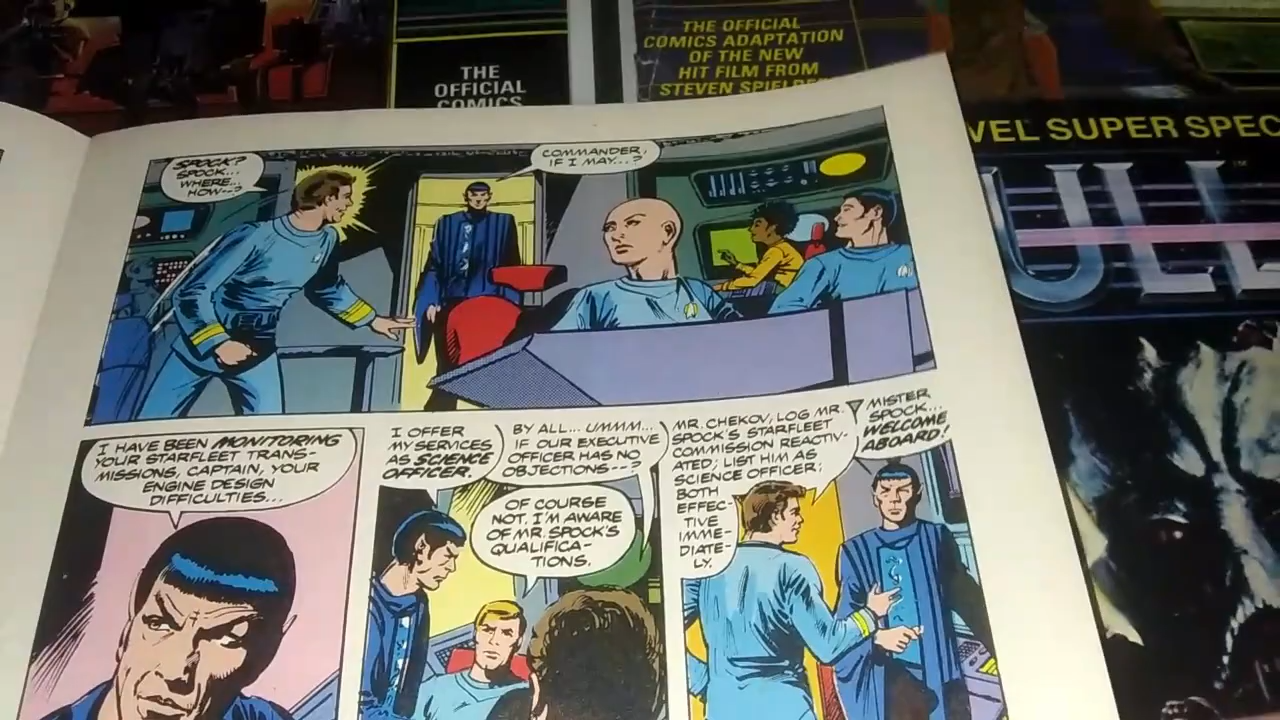 THE
OFFICIAL
COMICS
THE OFFICIAL
COMICS ADAPTATION
OF THE NEW
HIT FILM FROM
STEVEN
VEL SUPER SPEC
ULL
SPOCK?
SPOCK...
WHERE...
HOW--?
COMMANDER,
IF I MAY...?
I HAVE BEEN MONITORING
YOUR STARFLEET TRANS-
MISSIONS, CAPTAIN, YOUR
ENGINE DESIGN
DIFFICULTIES...
I OFFER
MY SERVICES
AS SCIENCE
OFFICER.
BY ALL... UMMM...
IF OUR EXECUTIVE
OFFICER HAS NO
OBJECTIONS--?
OF COURSE
NOT. I'M AWARE
OF MR. SPOCK'S
QUALIFICA-
TIONS.
MR. CHEKOV, LOG MR.
SPOCK'S STARFLEET
COMMISSION REACTIV-
ATED; LIST HIM AS
SCIENCE OFFICER;
BOTH
EFFEC-
TIVE
IMME-
DIATE-
LY.
MISTER
SPOCK...
WELCOME
ABOARD!